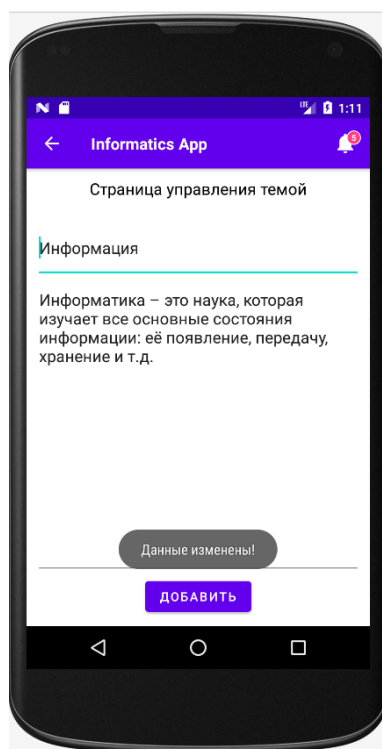 LTE 1:11
Informatics App 5
Страница управления темой
Информация
Информатика – это наука, которая
изучает все основные состояния
информации: её появление, передачу,
хранение и т.д.
Данные изменены!
ДОБАВИТЬ